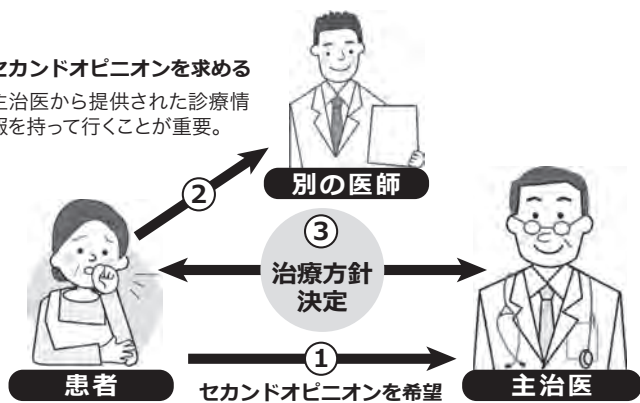 セカンドオピニオンを求める
主治医から提供された診療情
報を持って行くことが重要。
②
別の医師
③
治療方針
決定
①
患者
セカンドオピニオンを希望
主治医